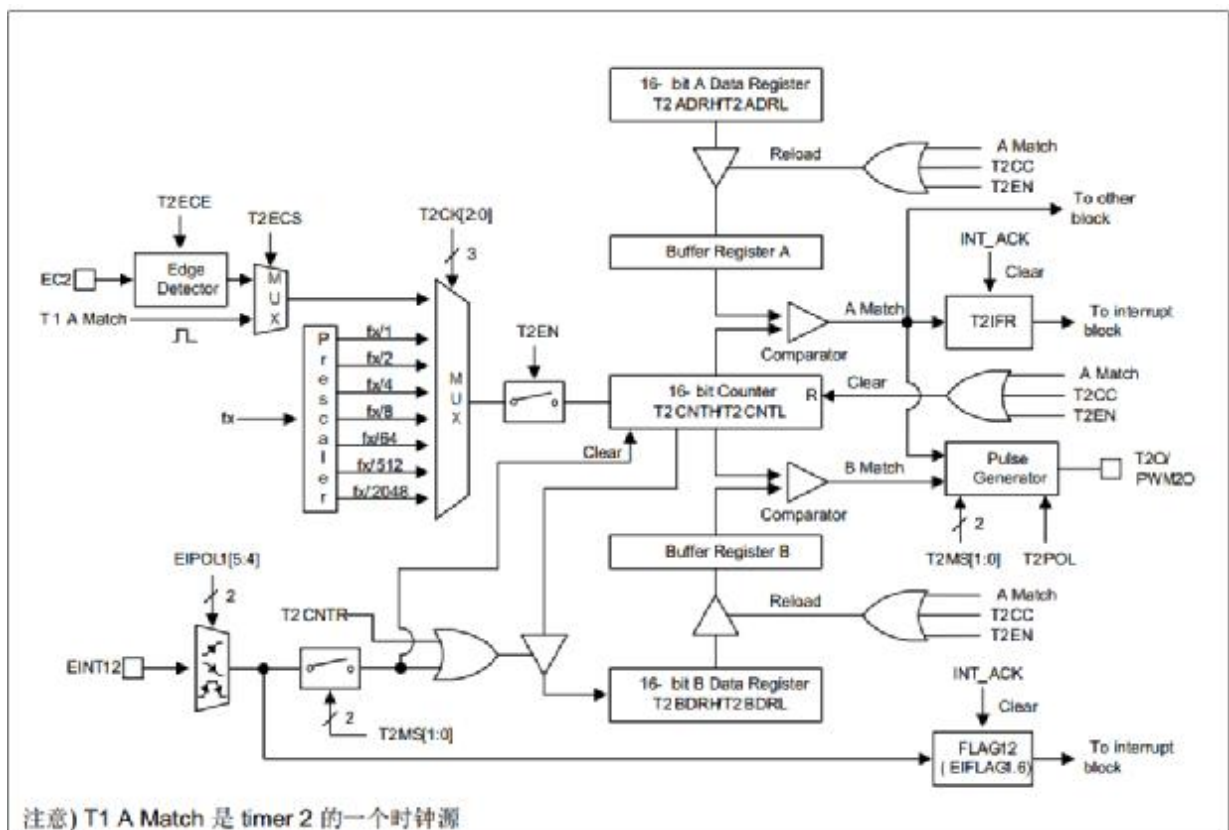 16- bit A Data Register
T2ADRH/T2ADRL
Reload
A Match
T2CC
T2EN
To other
block
T2ECE
T2ECS
T2CK[2:0]
3
Buffer Register A
INT_ACK
Clear
EC2
Edge
Detector
M
U
X
T1 A Match
A Match
T2IFR
To interrupt
block
Comparator
fx
P
r
e
s
c
a
l
e
r
fx/1
fx/2
fx/4
fx/8
fx/64
fx/512
fx/2048
M
U
X
T2EN
16- bit Counter
T2CNTH/T2CNTL
R
Clear
A Match
T2CC
T2EN
Clear
B Match
Comparator
Pulse
Generator
T2O/
PWM2O
2
T2MS[1:0]
T2POL
Buffer Register B
EIPOL1[5:4]
2
T2CNTR
Reload
A Match
T2CC
T2EN
EINT12
2
T2MS[1:0]
16- bit B Data Register
T2BDRH/T2BDRL
INT_ACK
Clear
FLAG12
(EIFLAG1.6)
To interrupt
block
注意) T1 A Match 是 timer 2 的一个时钟源